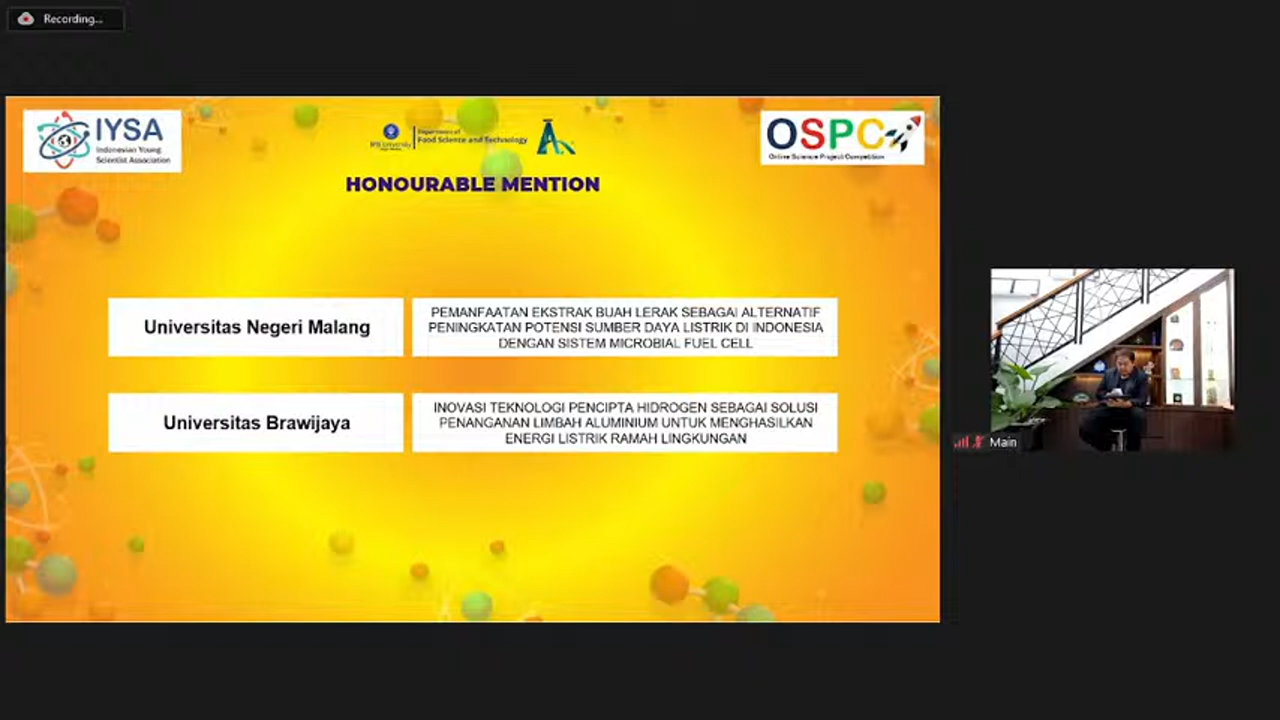 Recording...
IYSA
Indonesian Young
Scientist Association
IPB University
Department of
Food Science and Technology
OSPC
Online Science Project Competition
HONOURABLE MENTION
Universitas Negeri Malang
PEMANFAATAN EKSTRAK BUAH LERAK SEBAGAI ALTERNATIF
PENINGKATAN POTENSI SUMBER DAYA LISTRIK DI INDONESIA
DENGAN SISTEM MICROBIAL FUEL CELL
Universitas Brawijaya
INOVASI TEKNOLOGI PENCIPTA HIDROGEN SEBAGAI SOLUSI
PENANGANAN LIMBAH ALUMINIUM UNTUK MENGHASILKAN
ENERGI LISTRIK RAMAH LINGKUNGAN
Main